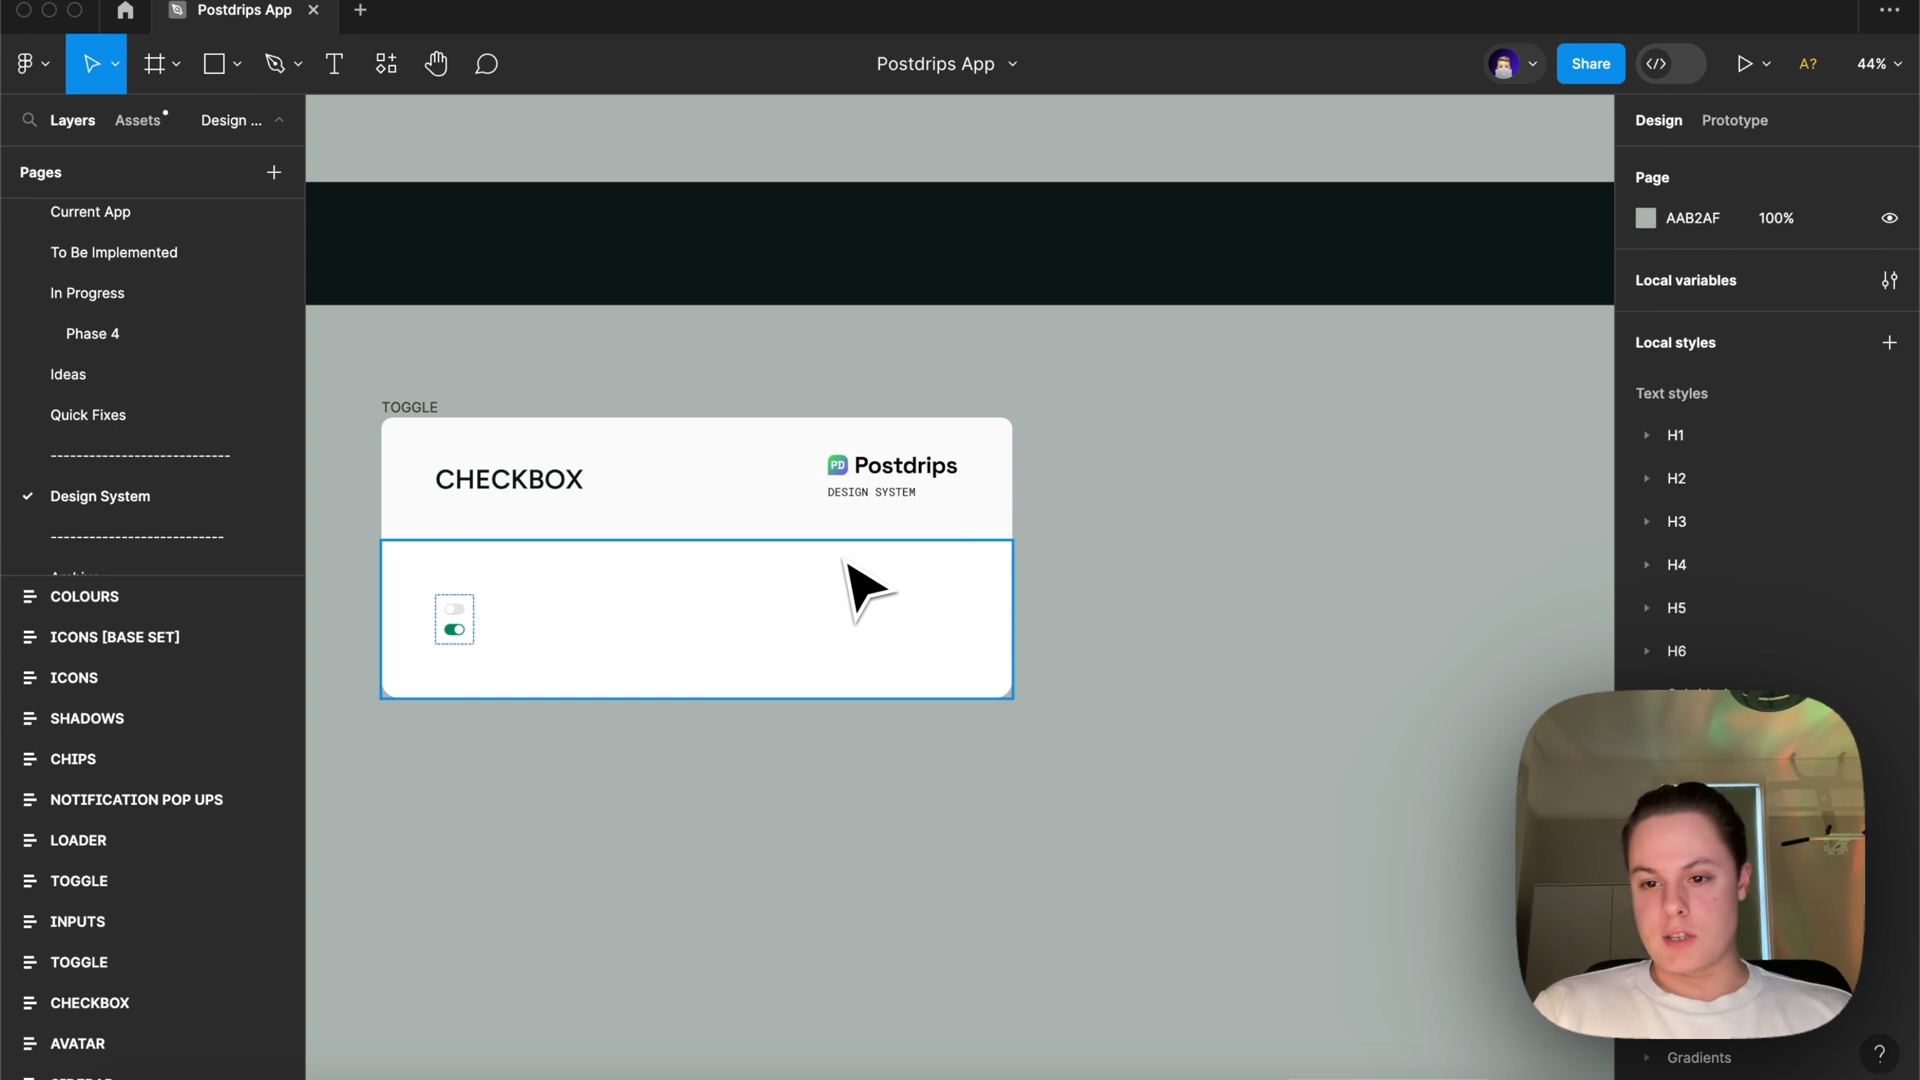 Postdrips App
Postdrips App
Share
A?
44%
Layers
Assets
Design ...
Pages
Current App
To Be Implemented
In Progress
Phase 4
Ideas
Quick Fixes
----------------------------
Design System
---------------------------
COLOURS
ICONS [BASE SET]
ICONS
SHADOWS
CHIPS
NOTIFICATION POP UPS
LOADER
TOGGLE
INPUTS
TOGGLE
CHECKBOX
AVATAR
TOGGLE
CHECKBOX
PD Postdrips
DESIGN SYSTEM
Design
Prototype
Page
AAB2AF
100%
Local variables
Local styles
Text styles
H1
H2
H3
H4
H5
H6
Gradients
?